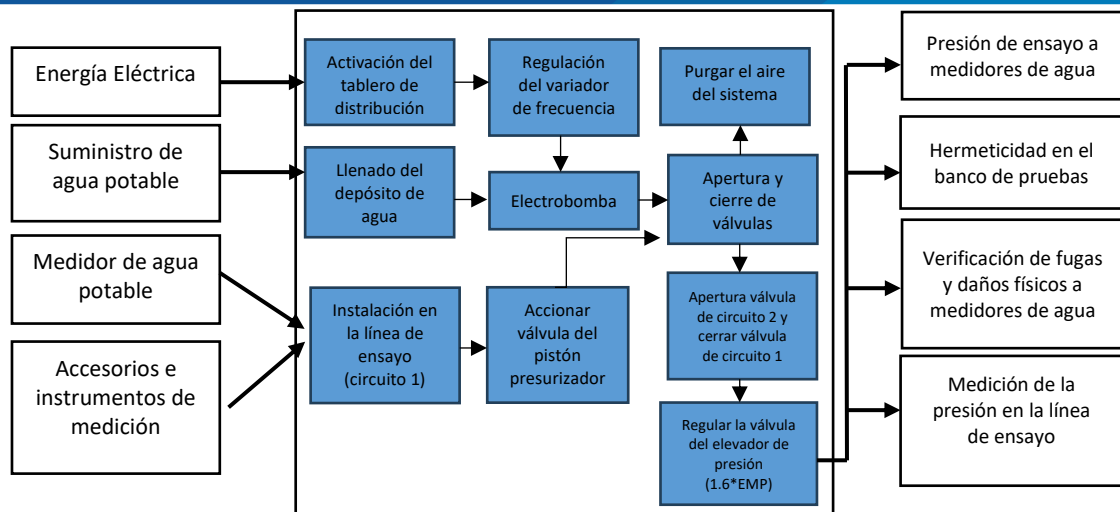 Energía Eléctrica
Suministro de
agua potable
Medidor de agua
potable
Accesorios e
instrumentos de
medición
Activación del
tablero de
distribución
Regulación
del variador
de
frecuencia
Purgar el aire
del sistema
Llenado del
depósito de
agua
Electrobomba
Apertura y
cierre de
válvulas
Instalación en
la línea de
ensayo
(circuito 1)
Accionar
válvula del
pistón
presurizador
Apertura válvula
de circuito 2 y
cerrar válvula
de circuito 1
Regular la válvula
del elevador de
presión
(1.6*EMP)
Presión de ensayo a
medidores de agua
Hermeticidad en el
banco de pruebas
Verificación de fugas
y daños físicos a
medidores de agua
Medición de la
presión en la línea
de ensayo